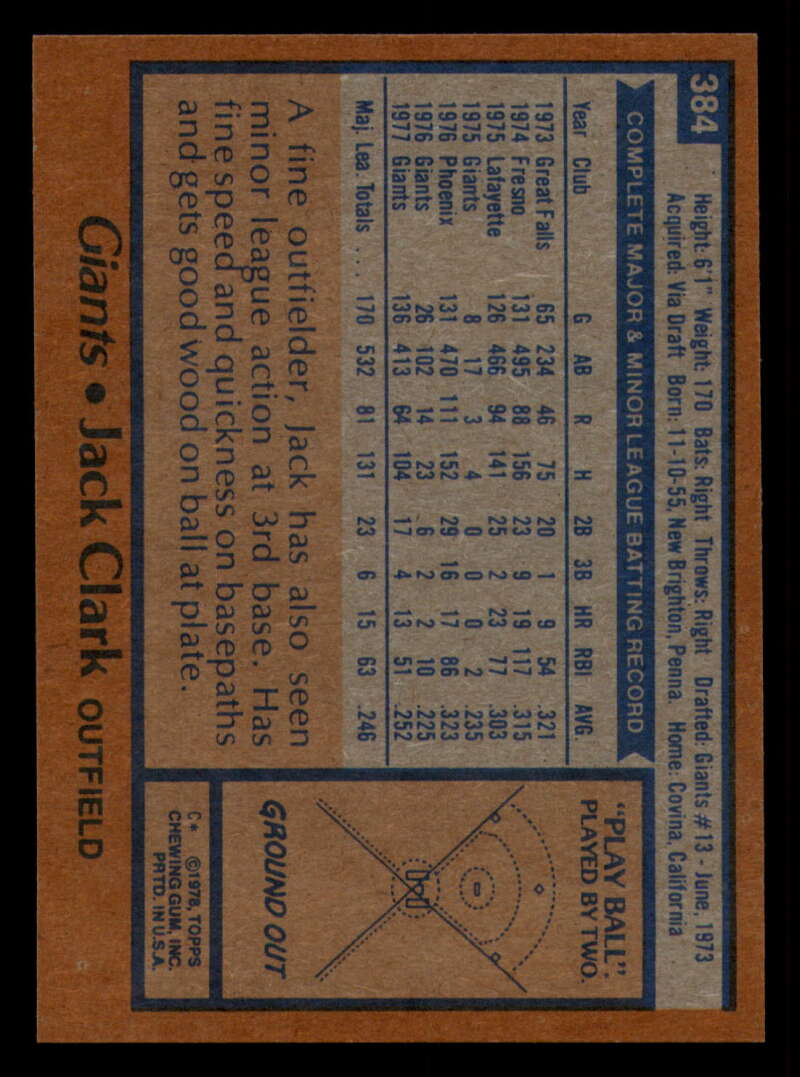 384
Height: 6'1" Weight: 170 Bats: Right Throws: Right Drafted: Giants #13 - June, 1973
Acquired: Via Draft Born: 11-10-55, New Brighton, Penna. Home: Covina, California
COMPLETE MAJOR & MINOR LEAGUE BATTING RECORD
Year Club G AB R H 2B 3B HR RBI AVG.
1973 Great Falls 65 234 46 75 20 1 9 54 .321
1974 Fresno 131 495 88 156 23 9 19 117 .315
1975 Lafayette 126 466 94 141 25 2 23 77 .303
1975 Giants 8 17 3 4 0 0 0 2 .235
1976 Phoenix 131 470 111 152 29 16 17 86 .323
1976 Giants 26 102 14 23 6 2 2 10 .225
1977 Giants 136 413 64 104 17 4 13 51 .252
Maj. Lea. Totals .... 170 532 81 131 23 6 15 63 .246
A fine outfielder, Jack has also seen
minor league action at 3rd base. Has
fine speed and quickness on basepaths
and gets good wood on ball at plate.
"PLAY BALL".
PLAYED BY TWO.
GROUND OUT
C* ©1978, TOPPS
CHEWING GUM, INC.
PRTD. IN U.S.A.
Giants • Jack Clark OUTFIELD